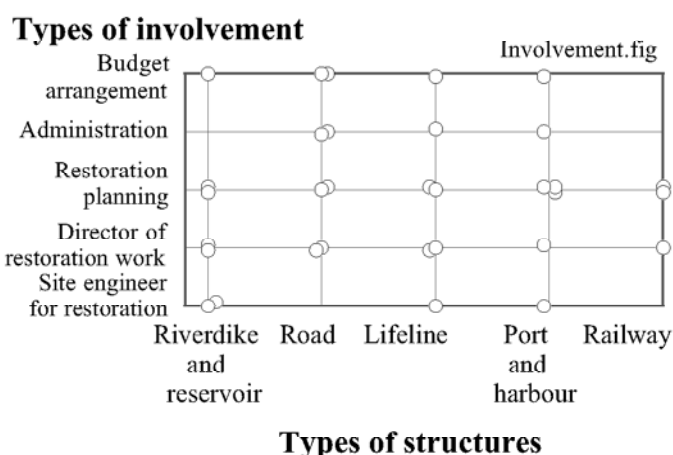 Types of involvement
Involvement.fig
Budget
arrangement
Administration
Restoration
planning
Director of
restoration work
Site engineer
for restoration
Riverdike Road Lifeline Port Railway
and and
reservoir harbour
Types of structures